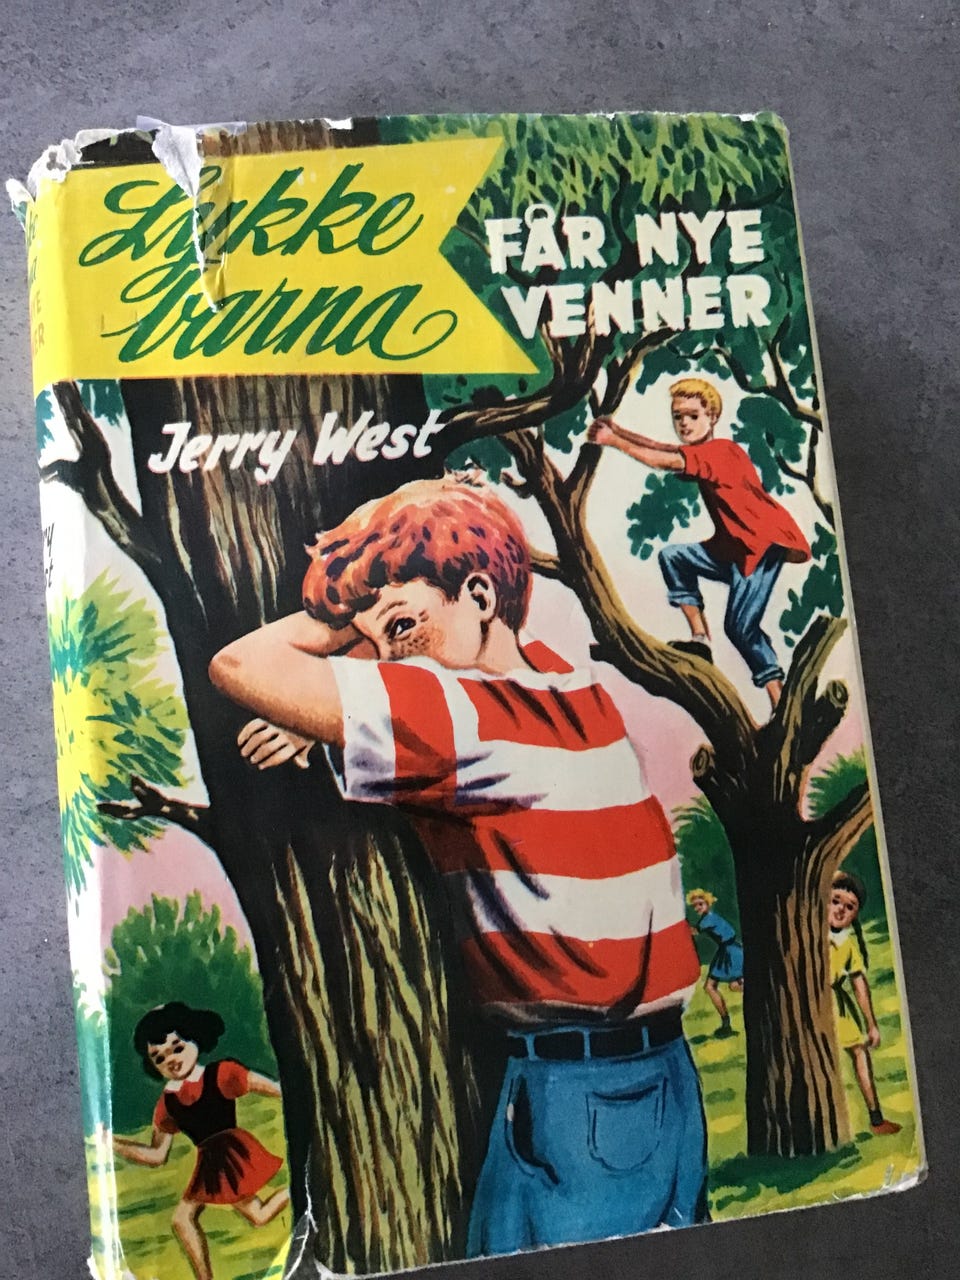 Lykke
barna
FÅR NYE
VENNER
Jerry West